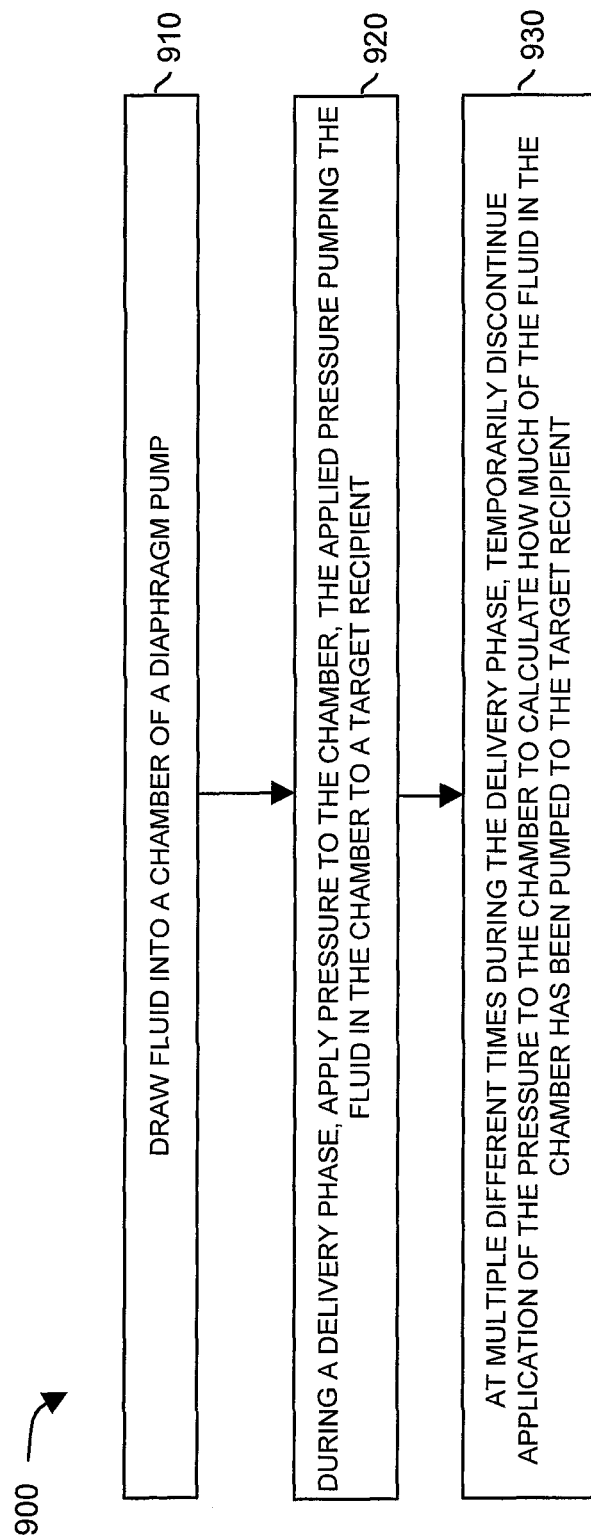 900
DRAW FLUID INTO A CHAMBER OF A DIAPHRAGM PUMP
910
DURING A DELIVERY PHASE, APPLY PRESSURE TO THE CHAMBER, THE APPLIED PRESSURE PUMPING THE
FLUID IN THE CHAMBER TO A TARGET RECIPIENT
920
AT MULTIPLE DIFFERENT TIMES DURING THE DELIVERY PHASE, TEMPORARILY DISCONTINUE
APPLICATION OF THE PRESSURE TO THE CHAMBER TO CALCULATE HOW MUCH OF THE FLUID IN THE
CHAMBER HAS BEEN PUMPED TO THE TARGET RECIPIENT
930